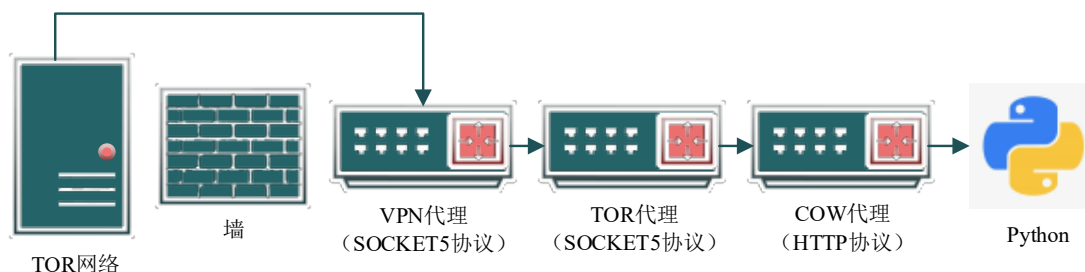 TOR网络
墙
VPN代理
（SOCKET5协议）
TOR代理
（SOCKET5协议）
COW代理
（HTTP协议）
Python